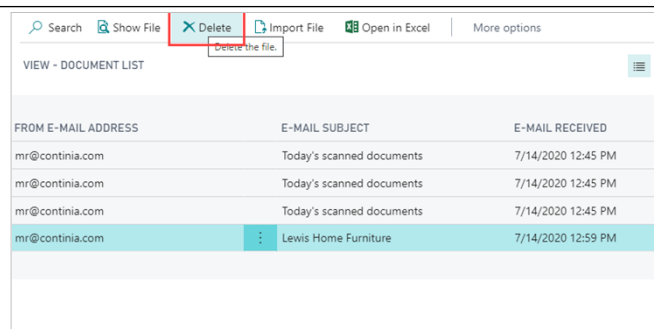 Search Show File Delete Import File Open in Excel More options
Delete the file.
VIEW - DOCUMENT LIST
FROM E-MAIL ADDRESS E-MAIL SUBJECT E-MAIL RECEIVED
mr@continia.com Today's scanned documents 7/14/2020 12:45 PM
mr@continia.com Today's scanned documents 7/14/2020 12:45 PM
mr@continia.com Today's scanned documents 7/14/2020 12:45 PM
mr@continia.com Lewis Home Furniture 7/14/2020 12:59 PM